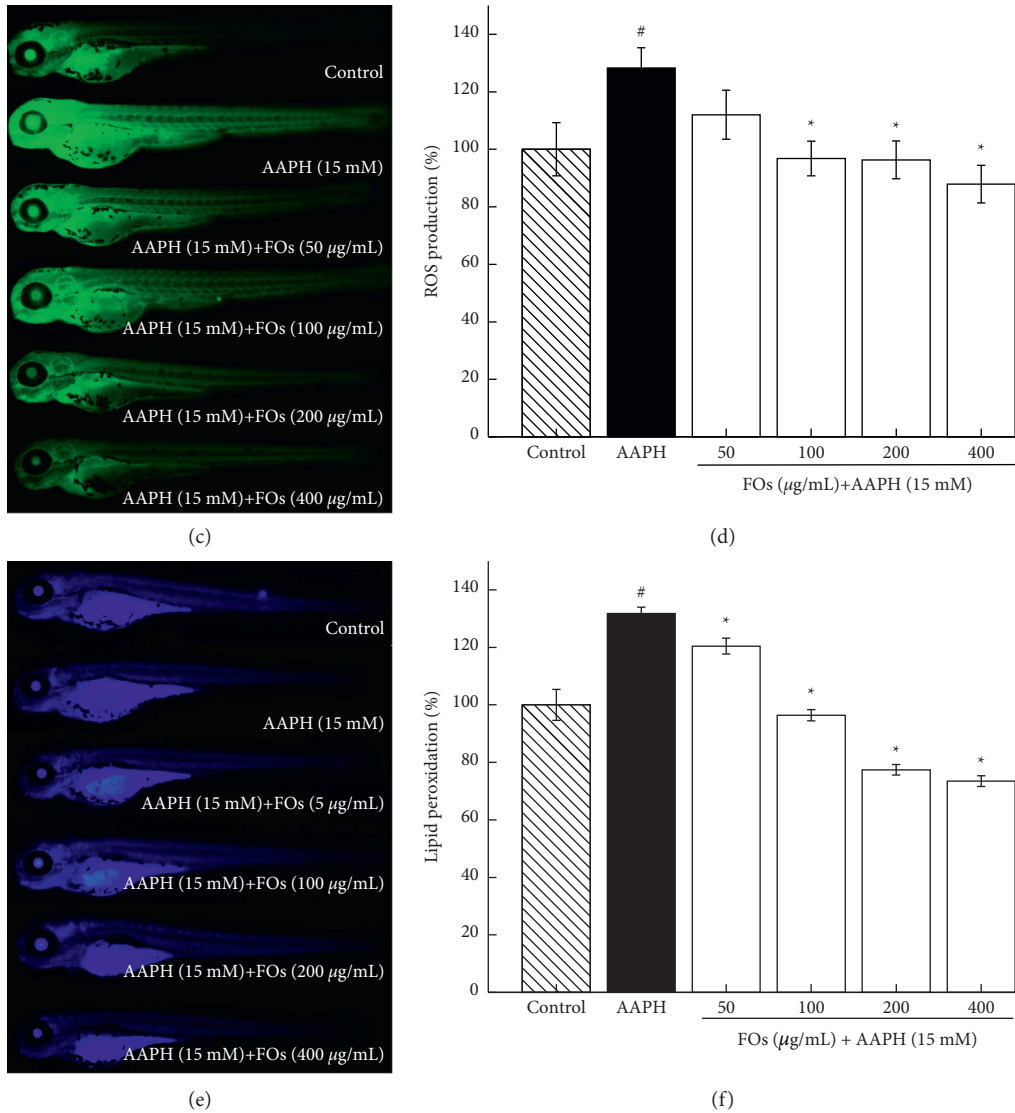 Control
AAPH (15 mM)
AAPH (15 mM)+FOs (50 μg/mL)
AAPH (15 mM)+FOs (100 μg/mL)
AAPH (15 mM)+FOs (200 μg/mL)
AAPH (15 mM)+FOs (400 μg/mL)
(c)
ROS production (%)
140
120
100
80
60
40
20
0
#
*
*
*
Control AAPH 50 100 200 400
FOs (μg/mL)+AAPH (15 mM)
(d)
Control
AAPH (15 mM)
AAPH (15 mM)+FOs (5 μg/mL)
AAPH (15 mM)+FOs (100 μg/mL)
AAPH (15 mM)+FOs (200 μg/mL)
AAPH (15 mM)+FOs (400 μg/mL)
(e)
Lipid peroxidation (%)
140
120
100
80
60
40
20
0
#
*
*
*
*
Control AAPH 50 100 200 400
FOs (μg/mL) + AAPH (15 mM)
(f)